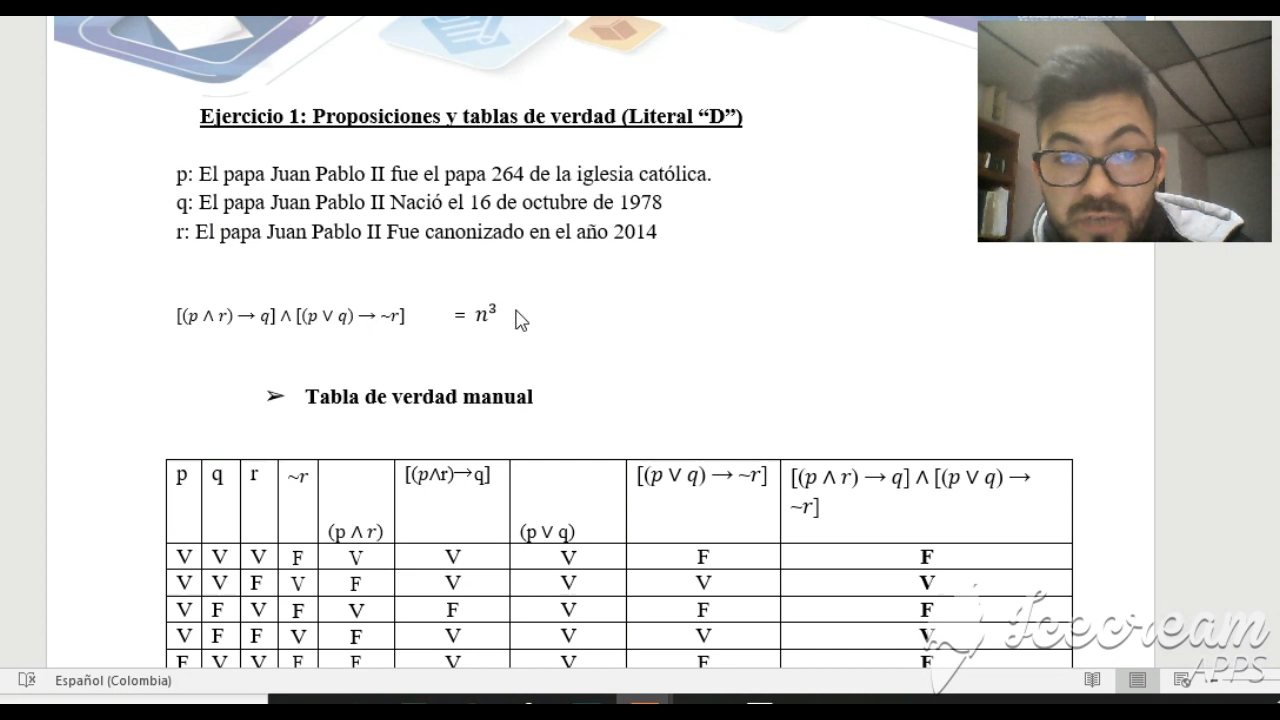 Ejercicio 1: Proposiciones y tablas de verdad (Literal “D”)
p: El papa Juan Pablo II fue el papa 264 de la iglesia católica.
q: El papa Juan Pablo II Nació el 16 de octubre de 1978
r: El papa Juan Pablo II Fue canonizado en el año 2014
[(p ∧ r) → q] ∧ [(p ∨ q) → ~r] = n³
➢ Tabla de verdad manual
p q r ~r (p ∧ r) [(p∧r)→q] (p ∨ q) [(p ∨ q) → ~r] [(p ∧ r) → q] ∧ [(p ∨ q) →
~r]
V V V F V V V F F
V V F V F V V V V
V F V F V F V F F
V F F V F V V V V
F V V F F V V F F
Icecream
APPS
Español (Colombia)